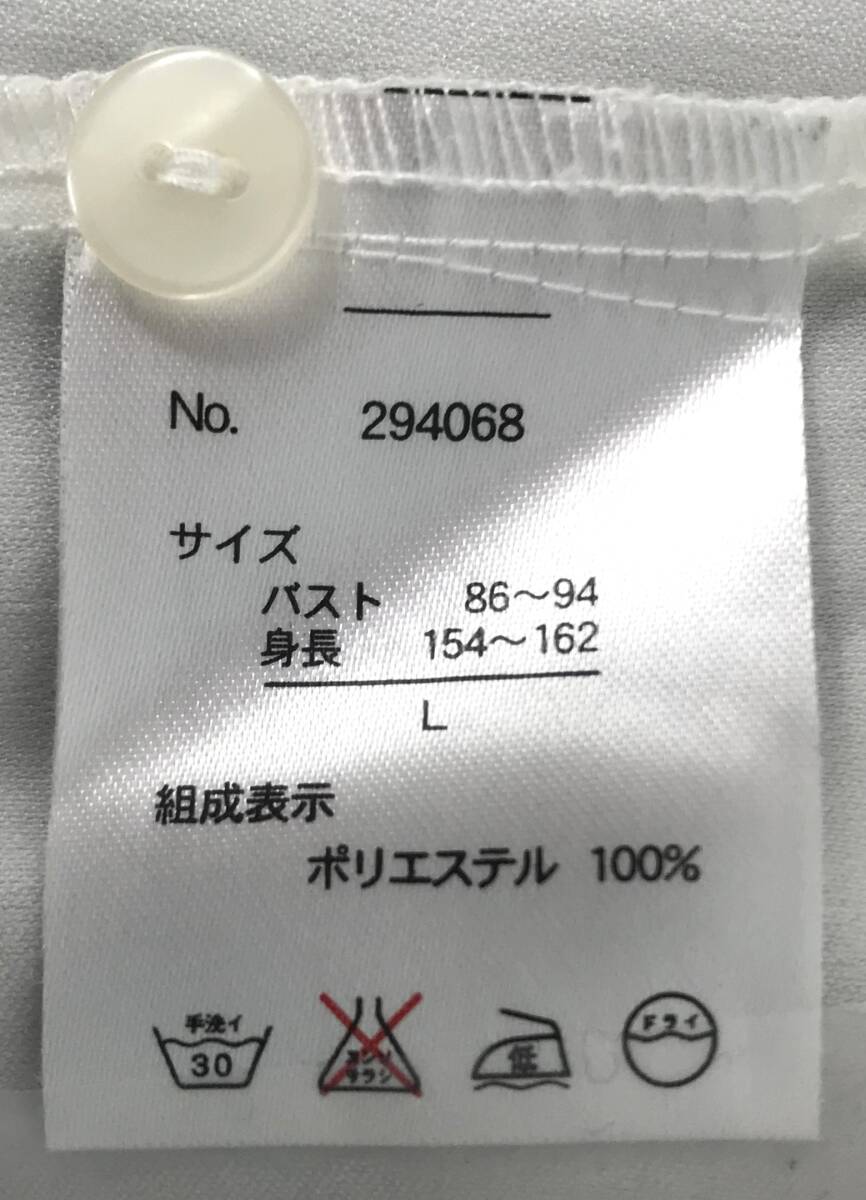 No. 294068
サイズ
バスト 86〜94
身長 154〜162
L
組成表示
ポリエステル 100%
手洗イ
30
エンソ
サラシ
低
ドライ